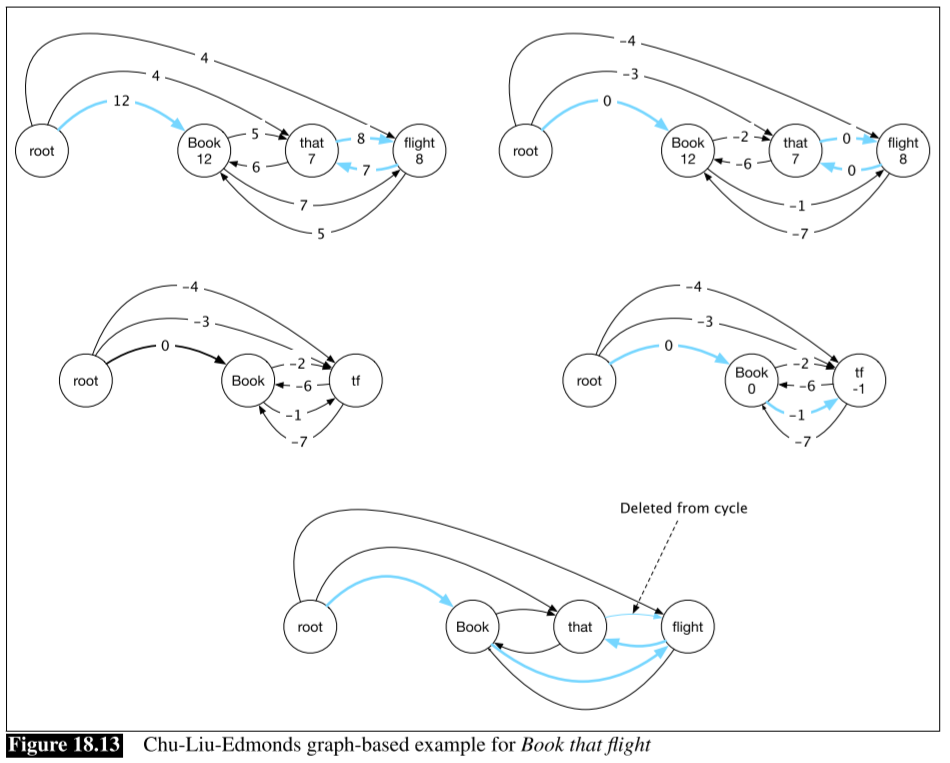 4
4
12
root
Book
12
5
6
that
7
8
7
flight
8
7
5
-4
-3
0
root
Book
12
-2
-6
that
7
0
0
flight
8
-1
-7
-4
-3
0
root
Book
-2
-6
-1
-7
tf
-4
-3
0
root
Book
0
-2
-6
-1
-7
tf
-1
Deleted from cycle
root
Book
that
flight
Figure 18.13 Chu-Liu-Edmonds graph-based example for Book that flight